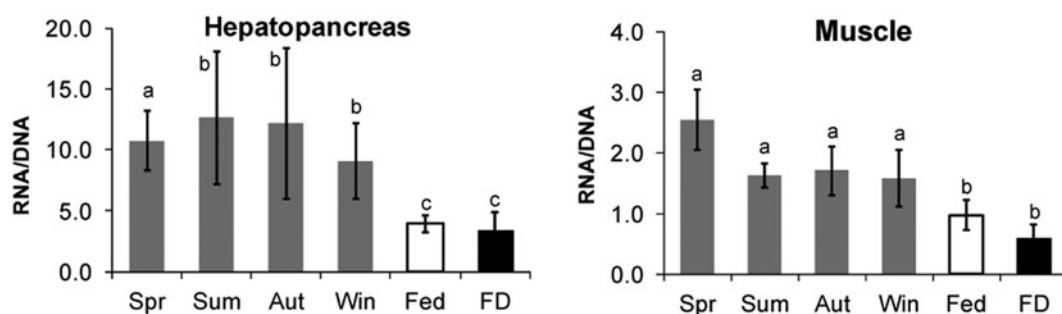 Hepatopancreas
20.0
15.0
10.0
5.0
0.0
RNA/DNA
a
b
b
b
c
c
Spr Sum Aut Win Fed FD
Muscle
4.0
3.0
2.0
1.0
0.0
RNA/DNA
a
a
a
a
b
b
Spr Sum Aut Win Fed FD